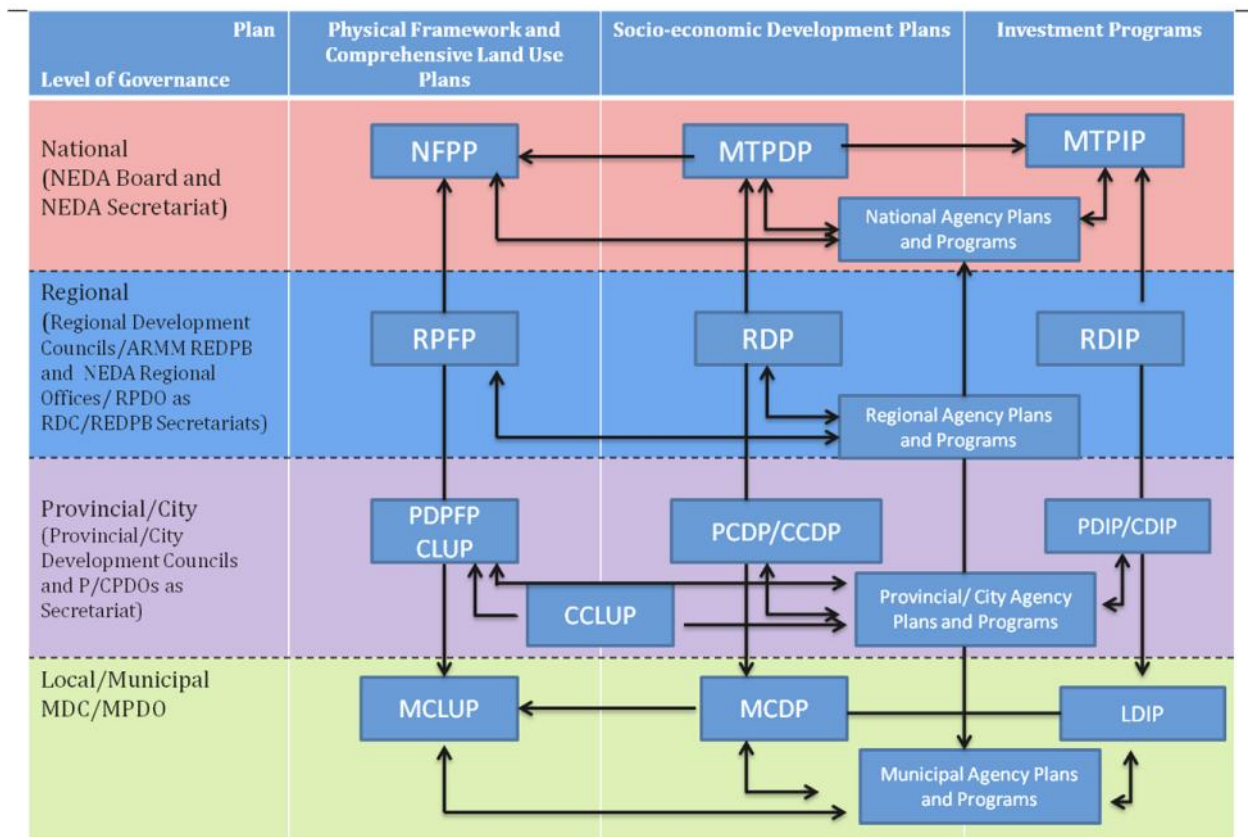 Plan
Level of Governance
Physical Framework and
Comprehensive Land Use
Plans
Socio-economic Development Plans
Investment Programs
National
(NEDA Board and
NEDA Secretariat)
NFPP
MTPDP
MTPIP
National Agency Plans
and Programs
Regional
(Regional Development
Councils/ARMM REDPB
and NEDA Regional
Offices/ RPDO as
RDC/REDPB Secretariats)
RPFP
RDP
RDIP
Regional Agency Plans
and Programs
Provincial/City
(Provincial/City
Development Councils
and P/CPDOs as
Secretariat)
PDPFP
CLUP
PCDP/CCDP
PDIP/CDIP
CCLUP
Provincial/ City Agency
Plans and Programs
Local/Municipal
MDC/MPDO
MCLUP
MCDP
LDIP
Municipal Agency Plans
and Programs